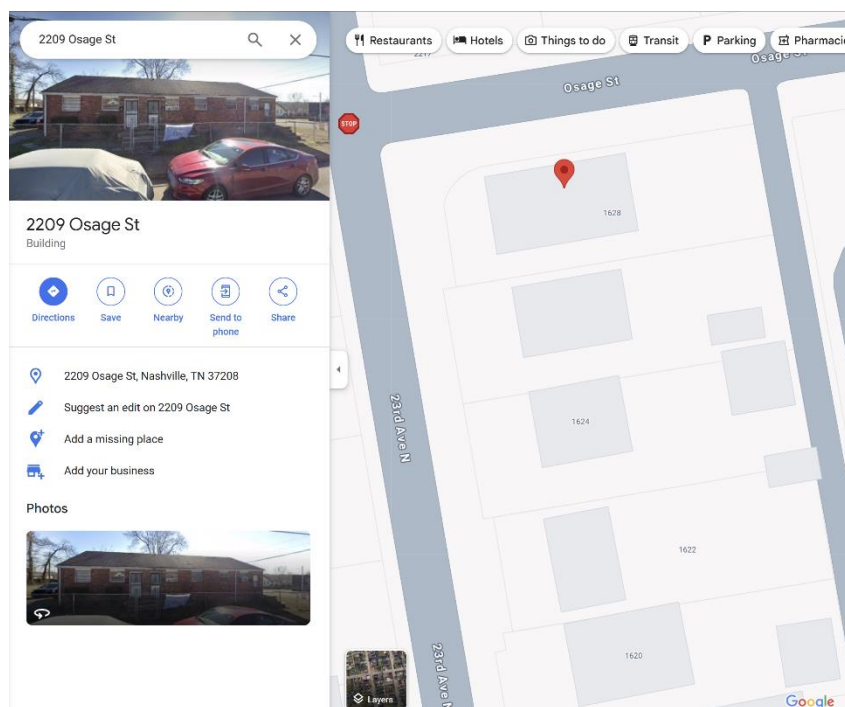 2209 Osage St
Restaurants
Hotels
Things to do
Transit
P Parking
Pharmacie
2209 Osage St
Building
Directions
Save
Nearby
Send to
phone
Share
2209 Osage St, Nashville, TN 37208
Suggest an edit on 2209 Osage St
Add a missing place
Add your business
Photos
Osage St
STOP
1628
23rd Ave N
1624
1622
23rd Ave N
1620
Layers
Google